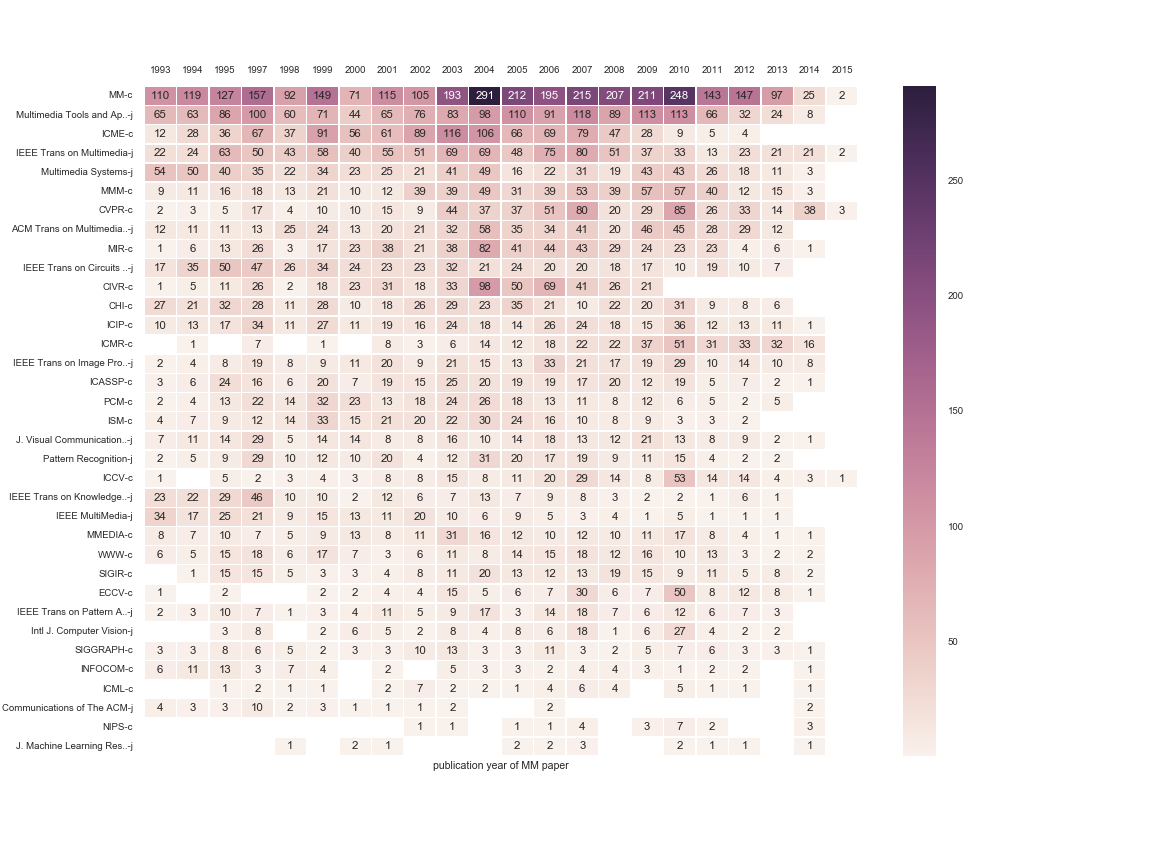 1993 1994 1995 1997 1998 1999 2000 2001 2002 2003 2004 2005 2006 2007 2008 2009 2010 2011 2012 2013 2014 2015
MM-c 110 119 127 157 92 149 71 115 105 193 291 212 195 215 207 211 248 143 147 97 25 2
Multimedia Tools and Ap..-j 65 63 86 100 60 71 44 65 76 83 98 110 91 118 89 113 113 66 32 24 8
ICME-c 12 28 36 67 37 91 56 61 89 116 106 66 69 79 47 28 9 5 4
IEEE Trans on Multimedia-j 22 24 63 50 43 58 40 55 51 69 69 48 75 80 51 37 33 13 23 21 21 2
Multimedia Systems-j 54 50 40 35 22 34 23 25 21 41 49 16 22 31 19 43 43 26 18 11 3
250
MMM-c 9 11 16 18 13 21 10 12 39 39 49 31 39 53 39 57 57 40 12 15 3
CVPR-c 2 3 5 17 4 10 10 15 9 44 37 37 51 80 20 29 85 26 33 14 38 3
ACM Trans on Multimedia..-j 12 11 11 13 25 24 13 20 21 32 58 35 34 41 20 46 45 28 29 12
MIR-c 1 6 13 26 3 17 23 38 21 38 82 41 44 43 29 24 23 23 4 6 1
IEEE Trans on Circuits ..-j 17 35 50 47 26 34 24 23 23 32 21 24 20 20 18 17 10 19 10 7
CIVR-c 1 5 11 26 2 18 23 31 18 33 98 50 69 41 26 21
200
CHI-c 27 21 32 28 11 28 10 18 26 29 23 35 21 10 22 20 31 9 8 6
ICIP-c 10 13 17 34 11 27 11 19 16 24 18 14 26 24 18 15 36 12 13 11 1
ICMR-c 1 7 1 8 3 6 14 12 18 22 22 37 51 31 33 32 16
IEEE Trans on Image Pro..-j 2 4 8 19 8 9 11 20 9 21 15 13 33 21 17 19 29 10 14 10 8
ICASSP-c 3 6 24 16 6 20 7 19 15 25 20 19 19 17 20 12 19 5 7 2 1
PCM-c 2 4 13 22 14 32 23 13 18 24 26 18 13 11 8 12 6 5 2 5
150
ISM-c 4 7 9 12 14 33 15 21 20 22 30 24 16 10 8 9 3 3 2
J. Visual Communication..-j 7 11 14 29 5 14 14 8 8 16 10 14 18 13 12 21 13 8 9 2 1
Pattern Recognition-j 2 5 9 29 10 12 10 20 4 12 31 20 17 19 9 11 15 4 2 2
ICCV-c 1 5 2 3 4 3 8 8 15 8 11 20 29 14 8 53 14 14 4 3 1
IEEE Trans on Knowledge..-j 23 22 29 46 10 10 2 12 6 7 13 7 9 8 3 2 2 1 6 1
IEEE MultiMedia-j 34 17 25 21 9 15 13 11 20 10 6 9 5 3 4 1 5 1 1 1
100
MMEDIA-c 8 7 10 7 5 9 13 8 11 31 16 12 10 12 10 11 17 8 4 1 1
WWW-c 6 5 15 18 6 17 7 3 6 11 8 14 15 18 12 16 10 13 3 2 2
SIGIR-c 1 15 15 5 3 3 4 8 11 20 13 12 13 19 15 9 11 5 8 2
ECCV-c 1 2 2 2 4 4 15 5 6 7 30 6 7 50 8 12 8 1
IEEE Trans on Pattern A..-j 2 3 10 7 1 3 4 11 5 9 17 3 14 18 7 6 12 6 7 3
Intl J. Computer Vision-j 3 8 2 6 5 2 8 4 8 6 18 1 6 27 4 2 2
50
SIGGRAPH-c 3 3 8 6 5 2 3 3 10 13 3 3 11 3 2 5 7 6 3 3 1
INFOCOM-c 6 11 13 3 7 4 2 5 3 3 2 4 4 3 1 2 2 1
ICML-c 1 2 1 1 2 7 2 2 1 4 6 4 5 1 1 1
Communications of The ACM-j 4 3 3 10 2 3 1 1 1 2 2 2
NIPS-c 1 1 1 1 4 3 7 2 3
J. Machine Learning Res..-j 1 2 1 2 2 3 2 1 1 1
publication year of MM paper